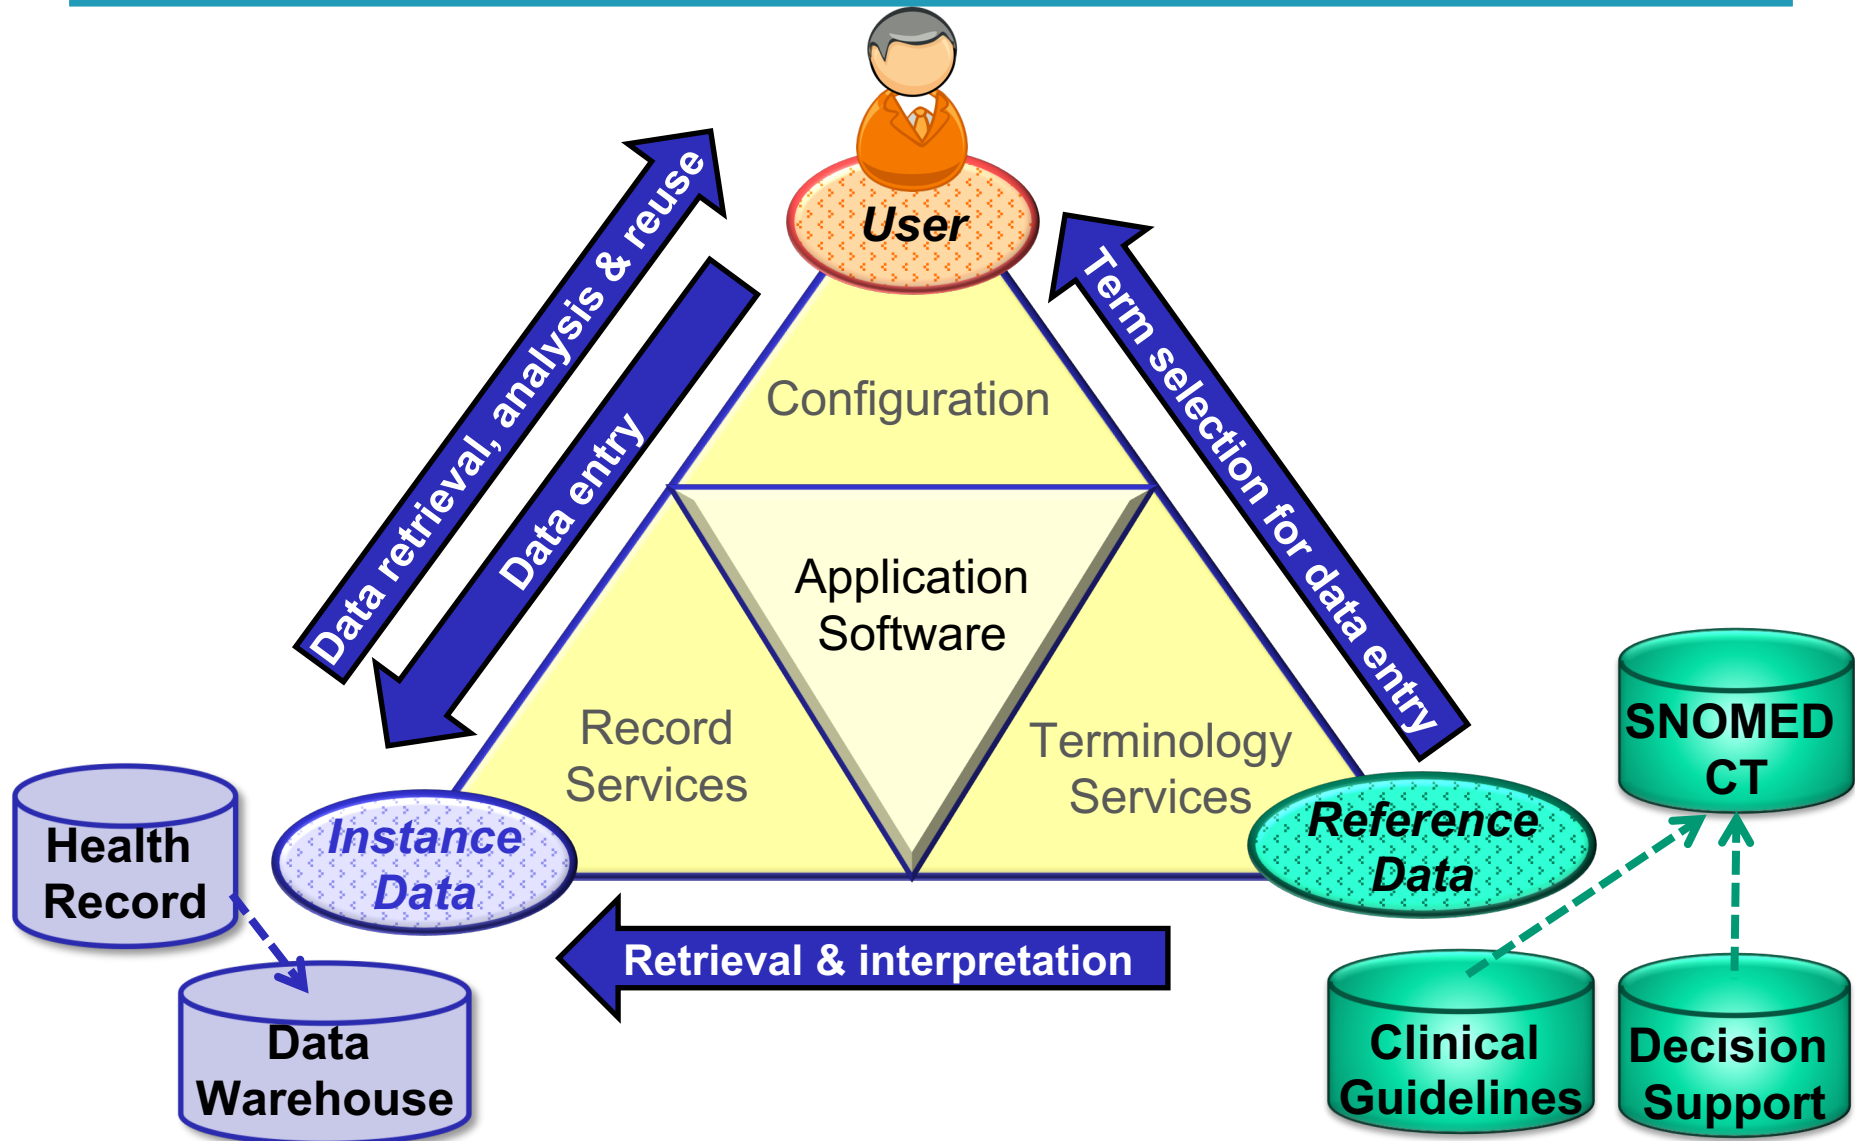 User
Data retrieval, analysis & reuse
Data entry
Term selection for data entry
Configuration
Application
Software
Record
Services
Terminology
Services
Instance
Data
Reference
Data
Retrieval & interpretation
Health
Record
Data
Warehouse
SNOMED
CT
Clinical
Guidelines
Decision
Support